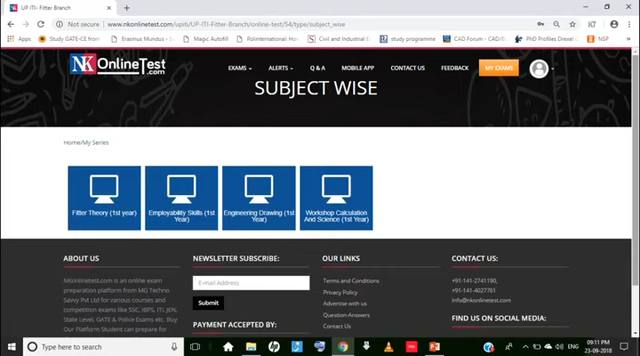 UP ITI- Fitter Branch
Not secure
www.nkonlinetest.com/upiti/UP-ITI-Fitter-Branch/online-test/54/type/subject_wise
Apps
Study GATE-CE from
Erasmus Mundus - St
Magic Autofill
Polinternational: Hon
Civil and Industrial E
study programme
CAD Forum - CAD/
PhD Profiles Drexel C
NSP
NK OnlineTest
.com
EXAMS
ALERTS
Q & A
MOBILE APP
CONTACT US
FEEDBACK
MY EXAMS
SUBJECT WISE
Home/My Series
Fitter Theory (1st year)
Employability Skills (1st
Year)
Engineering Drawing (1st
Year)
Workshop Calculation
And Science (1st Year)
ABOUT US
NKonlinetest.com is an online exam
preparation platform from MG Techno
Savvy Pvt Ltd for various courses and
competition exams like SSC, IBPS, ITI, JEN,
State Level, GATE & Police Exams etc. Buy
Our Platform Student can prepare for
NEWSLETTER SUBSCRIBE:
E-mail Address
Submit
PAYMENT ACCEPTED BY:
OUR LINKS
Terms and Conditions
Privacy Policy
Advertise with us
Question-Answers
Contact Us
CONTACT US:
+91-141-2741190,
+91-141-4027761
info@nkonlinetest.com
FIND US ON SOCIAL MEDIA:
Type here to search
ENG
09:11 PM
23-09-2018